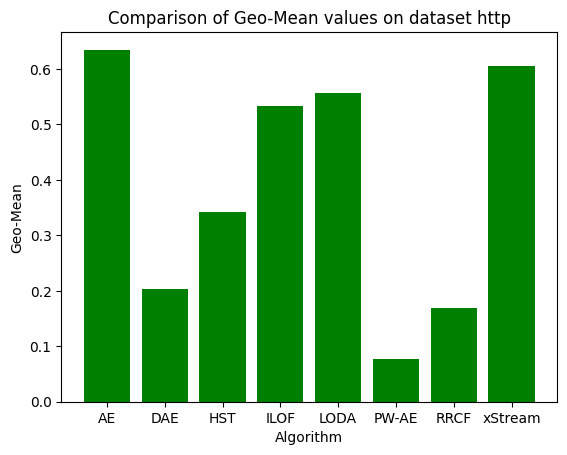 Comparison of Geo-Mean values on dataset http
Geo-Mean
0.6
0.5
0.4
0.3
0.2
0.1
0.0
AE DAE HST ILOF LODA PW-AE RRCF xStream
Algorithm